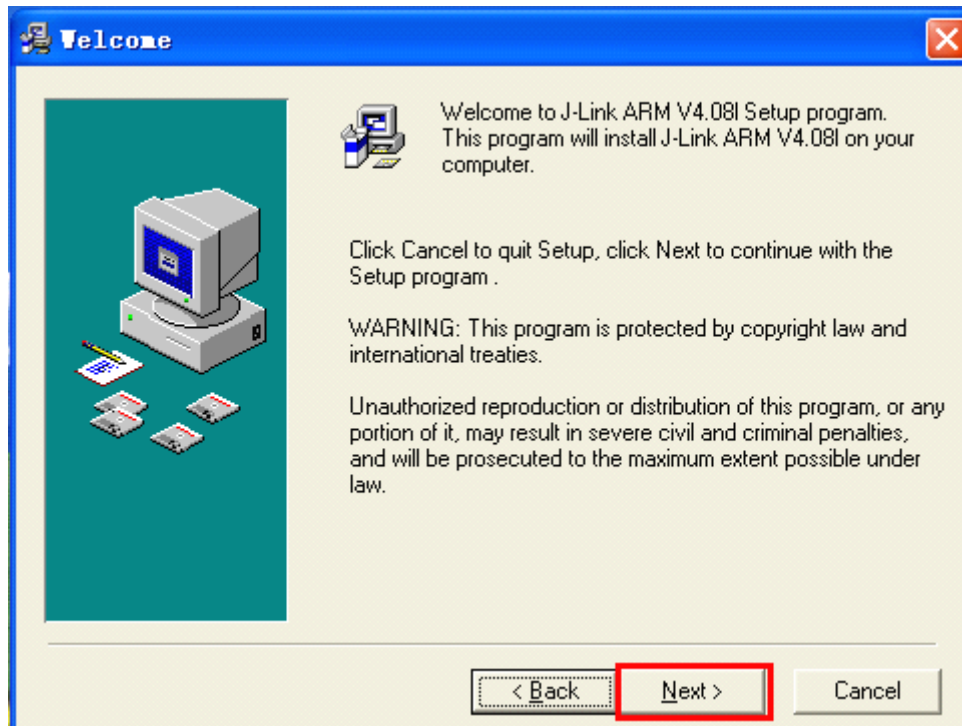 Welcome
Welcome to J-Link ARM V4.08l Setup program.
This program will install J-Link ARM V4.08l on your
computer.
Click Cancel to quit Setup, click Next to continue with the
Setup program .
WARNING: This program is protected by copyright law and
international treaties.
Unauthorized reproduction or distribution of this program, or any
portion of it, may result in severe civil and criminal penalties,
and will be prosecuted to the maximum extent possible under
law.
< Back
Next >
Cancel